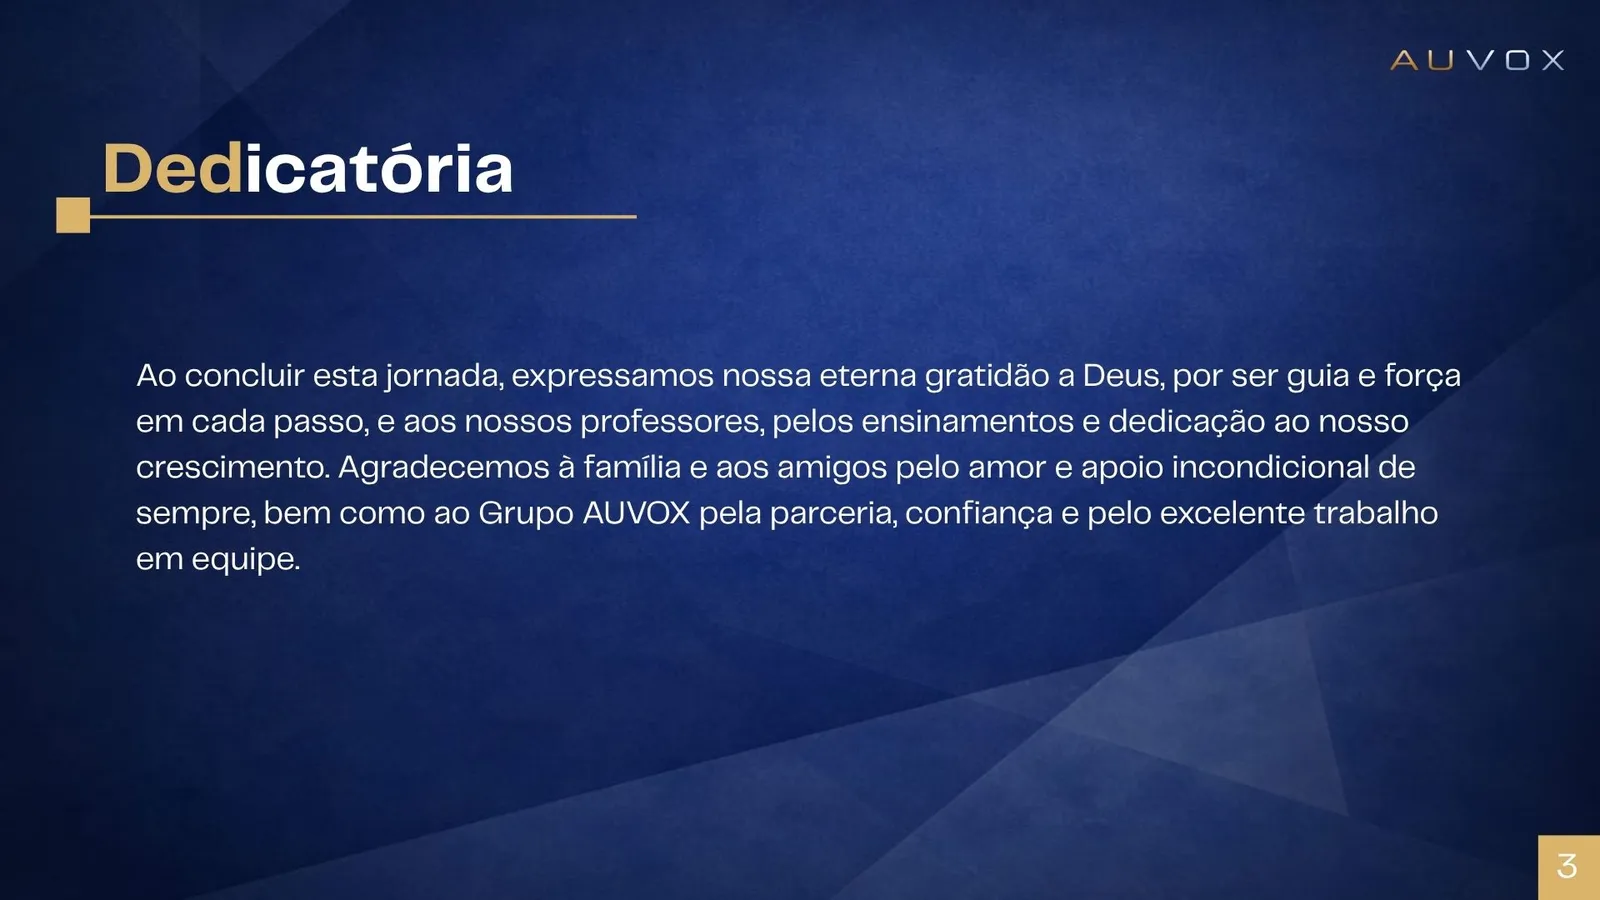 AUVOX
Dedicatória
Ao concluir esta jornada, expressamos nossa eterna gratidão a Deus, por ser guia e força
em cada passo, e aos nossos professores, pelos ensinamentos e dedicação ao nosso
crescimento. Agradecemos à família e aos amigos pelo amor e apoio incondicional de
sempre, bem como ao Grupo AUVOX pela parceria, confiança e pelo excelente trabalho
em equipe.
3